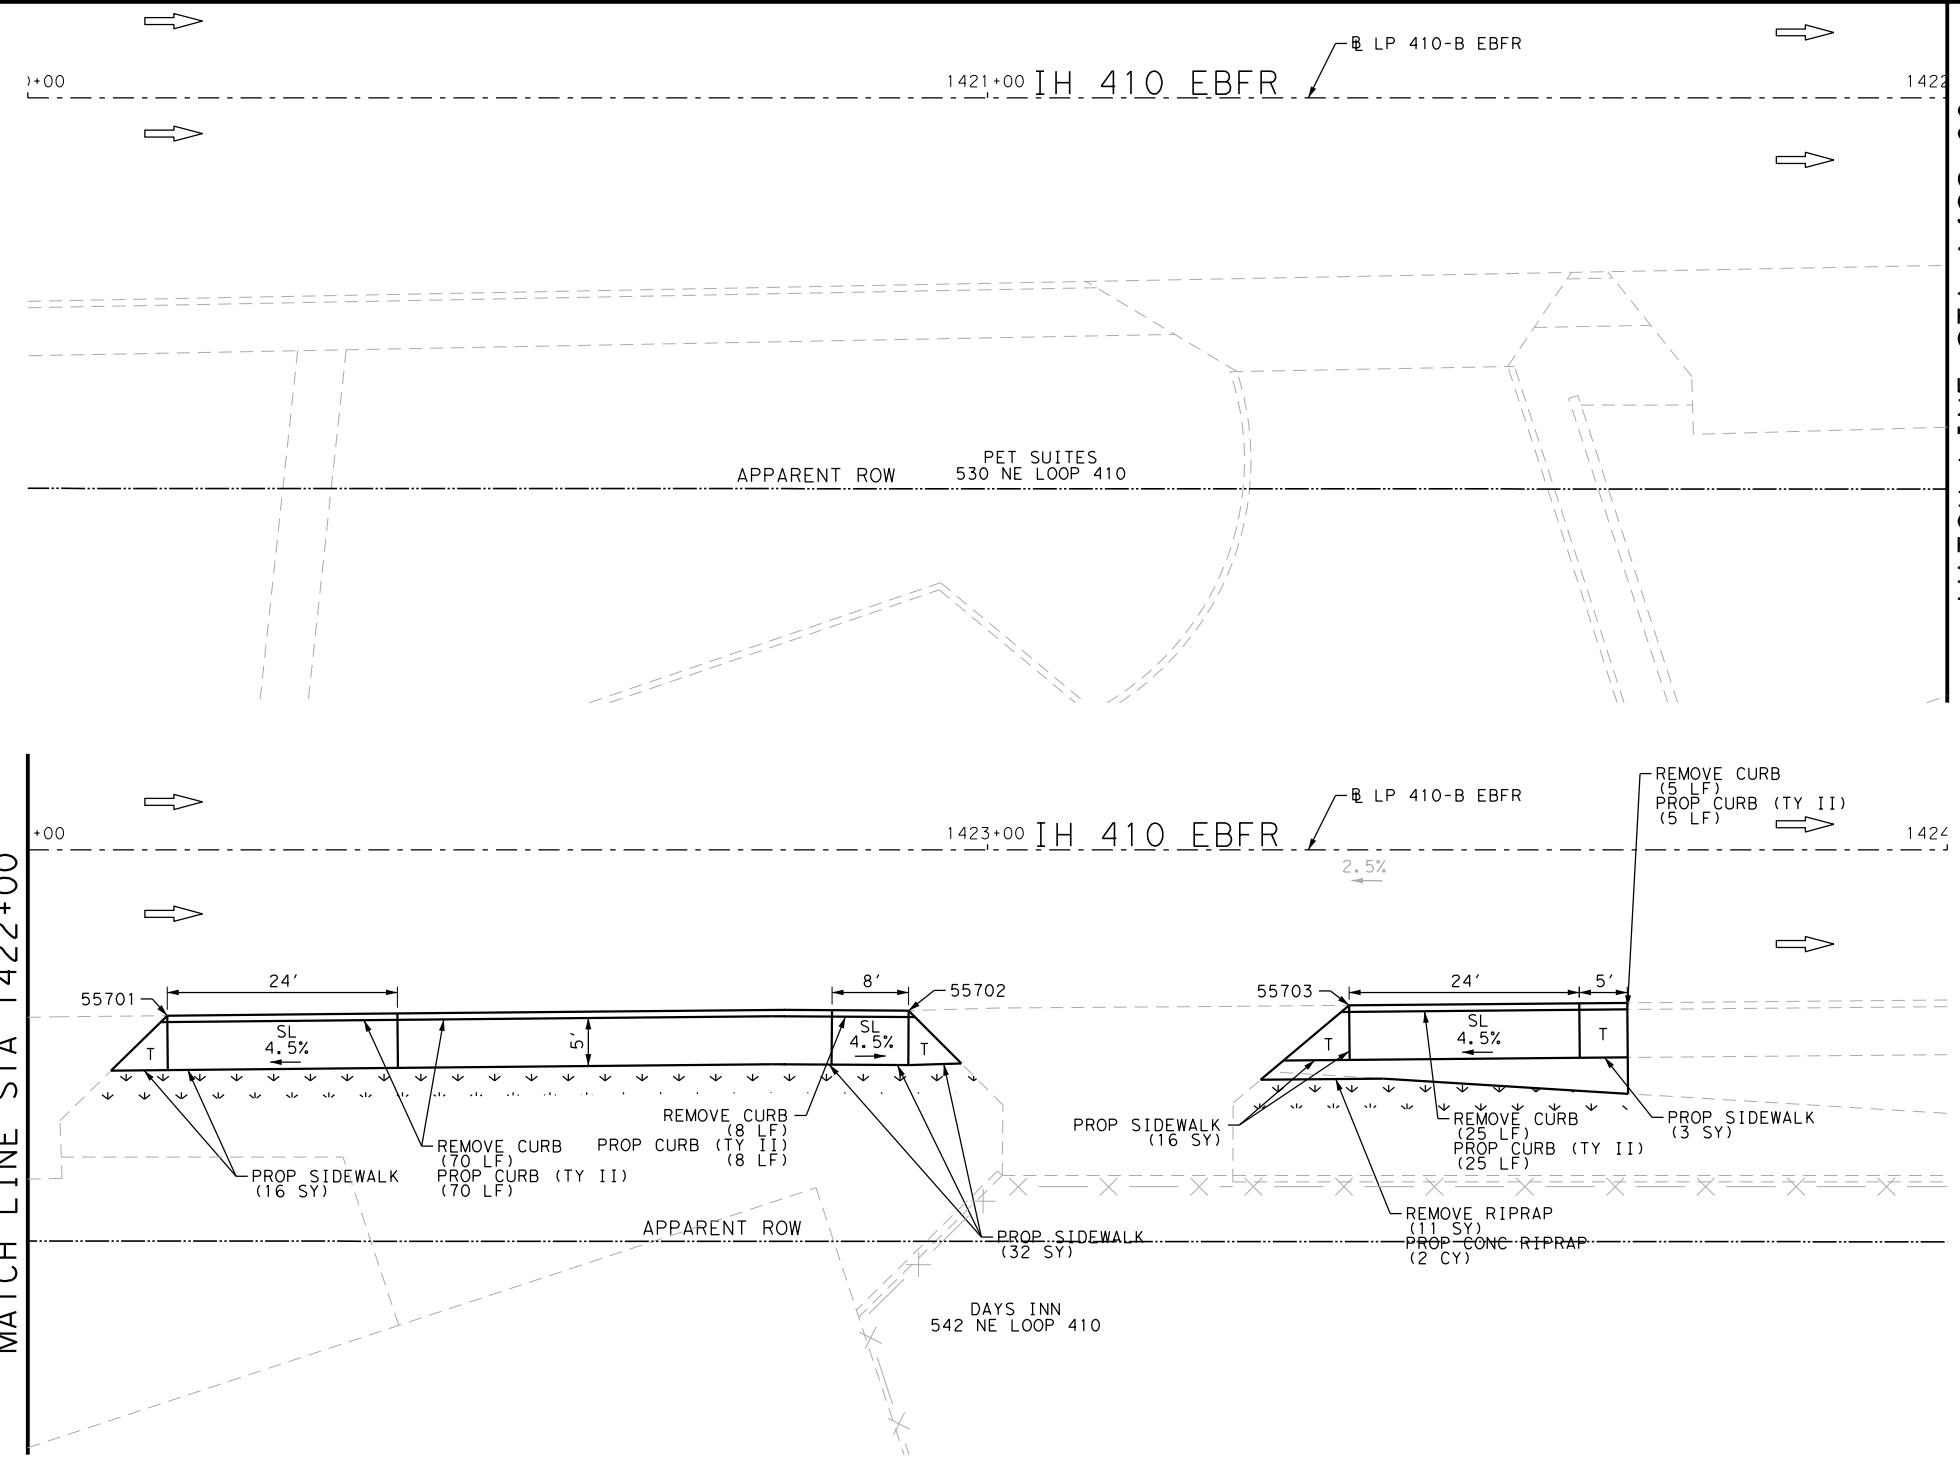 ℄ LP 410-B EBFR
+00
1421+00
IH 410 EBFR
1422
PET SUITES
530 NE LOOP 410
APPARENT ROW
MATCH LINE STA 1422+00
REMOVE CURB
(5 LF)
PROP CURB (TY II)
(5 LF)
℄ LP 410-B EBFR
+00
1423+00
IH 410 EBFR
1424
2.5%
24'
8'
24'
5'
55701
55702
55703
SL
4.5%
T
5'
SL
4.5%
T
T
SL
4.5%
T
REMOVE CURB
(8 LF)
PROP CURB (TY II)
(8 LF)
REMOVE CURB
(70 LF)
PROP CURB (TY II)
(70 LF)
PROP SIDEWALK
(16 SY)
PROP SIDEWALK
(16 SY)
REMOVE CURB
(25 LF)
PROP CURB (TY II)
(25 LF)
PROP SIDEWALK
(3 SY)
APPARENT ROW
PROP SIDEWALK
(32 SY)
REMOVE RIPRAP
(11 SY)
PROP CONC RIPRAP
(2 CY)
DAYS INN
542 NE LOOP 410